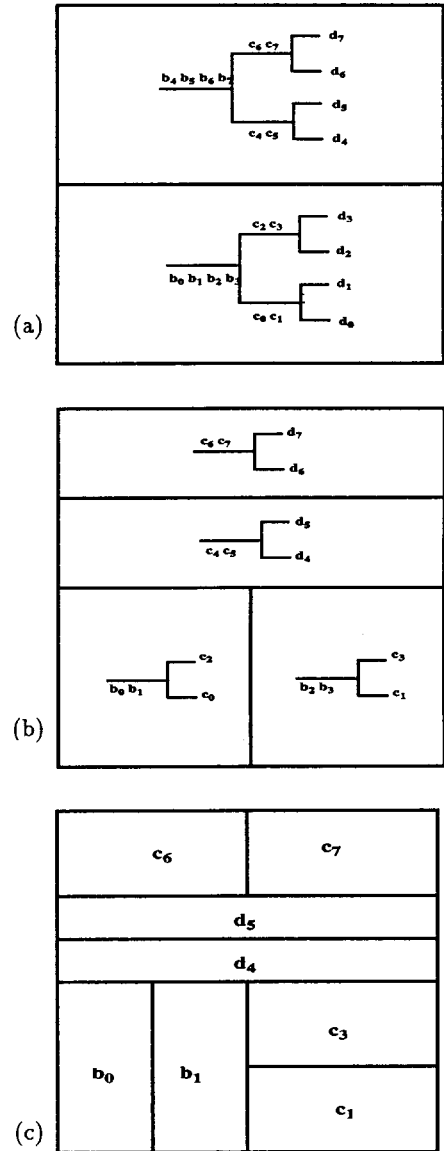 c₆ c₇ d₇
b₄ b₅ b₆ b₇ d₆
d₅
c₄ c₅ d₄
c₂ c₃ d₃
d₂
b₀ b₁ b₂ b₃ d₁
c₀ c₁ d₀
(a)
c₆ c₇ d₇
d₆
d₅
c₄ c₅ d₄
c₂ c₃
b₀ b₁ b₂ b₃
c₀ c₁
(b)
c₆ c₇
d₅
d₄
c₃
b₀ b₁
c₁
(c)